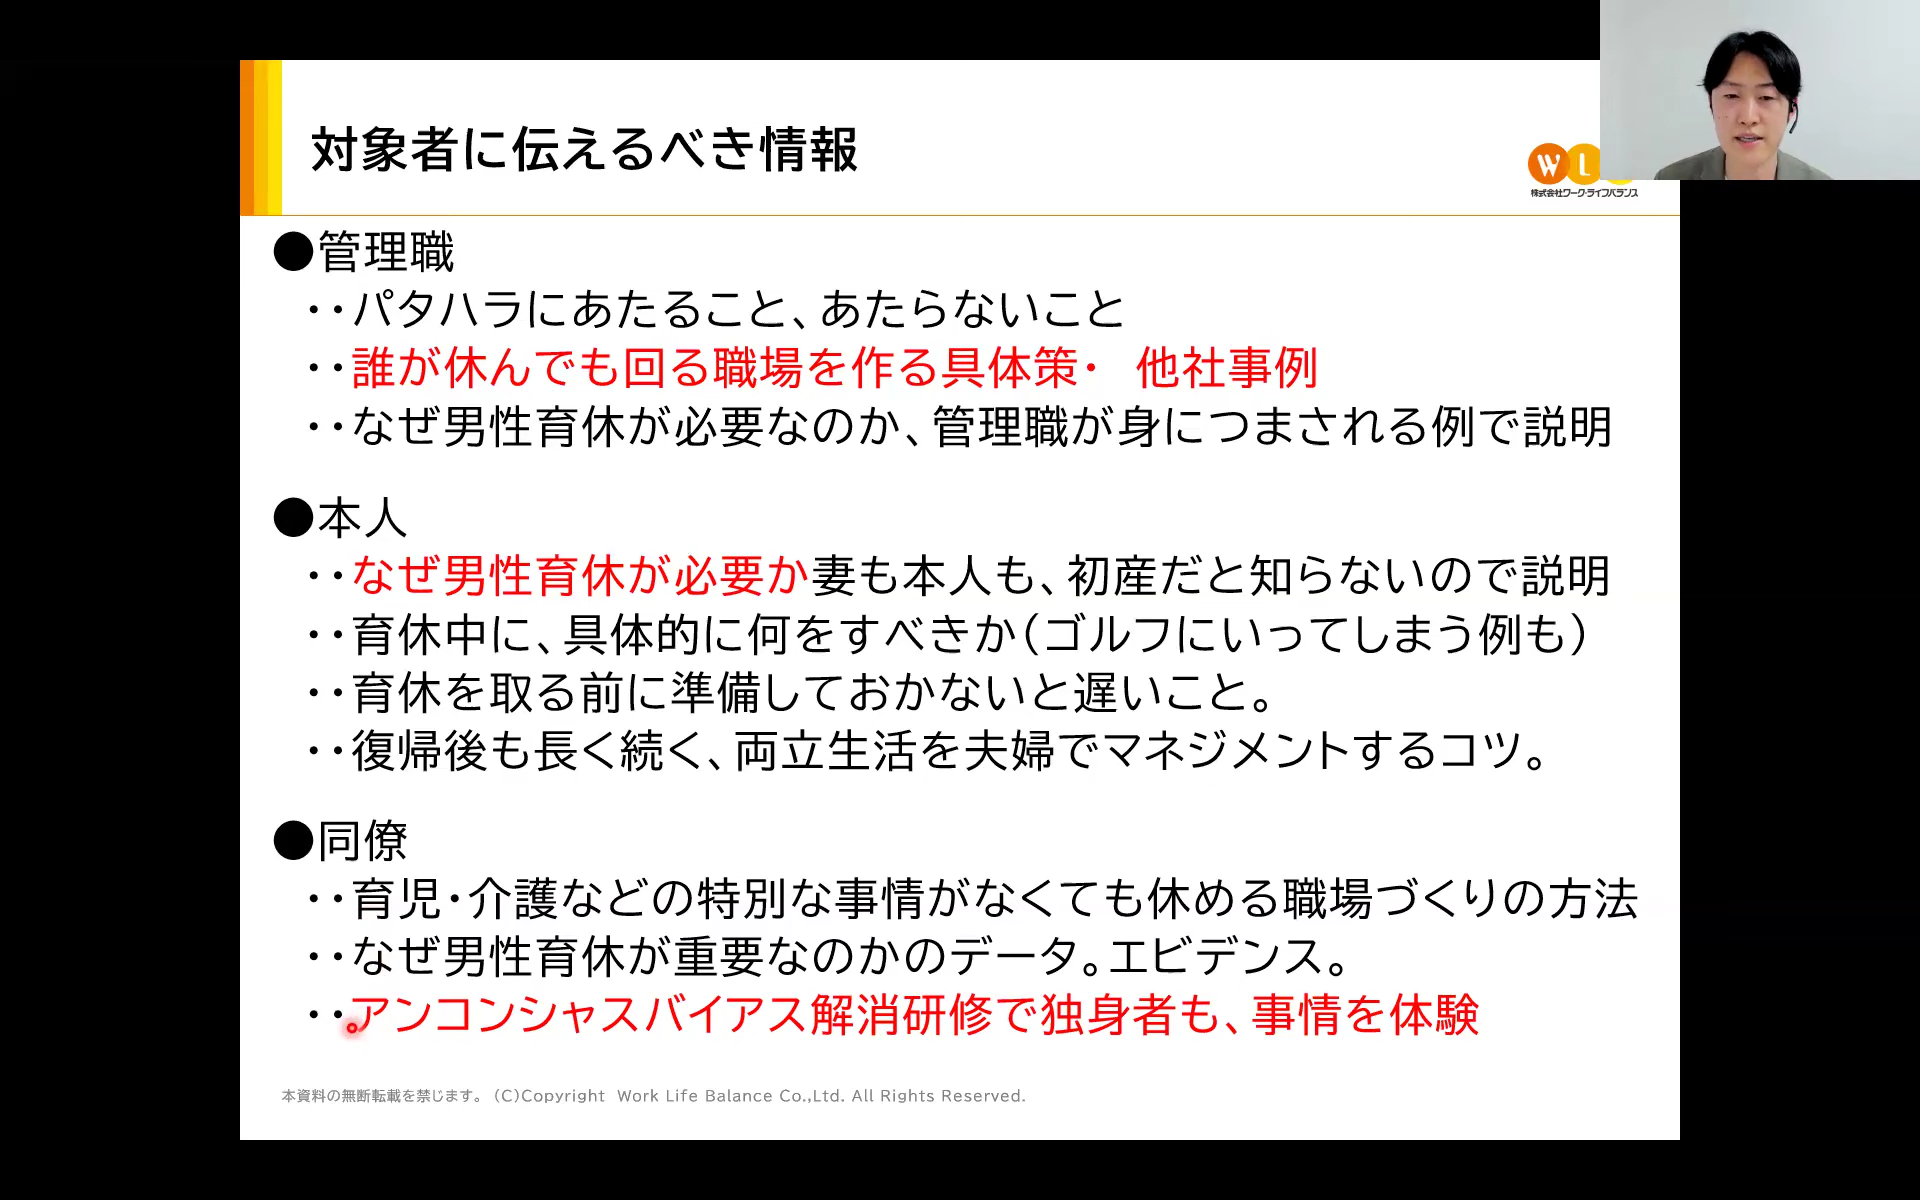 対象者に伝えるべき情報
W L
株式会社ワーク・ライフバランス
●管理職
・・パタハラにあたること、あたらないこと
・・誰が休んでも回る職場を作る具体策・ 他社事例
・・なぜ男性育休が必要なのか、管理職が身につまされる例で説明
●本人
・・なぜ男性育休が必要か妻も本人も、初産だと知らないので説明
・・育休中に、具体的に何をすべきか（ゴルフにいってしまう例も）
・・育休を取る前に準備しておかないと遅いこと。
・・復帰後も長く続く、両立生活を夫婦でマネジメントするコツ。
●同僚
・・育児・介護などの特別な事情がなくても休める職場づくりの方法
・・なぜ男性育休が重要なのかのデータ。エビデンス。
・・アンコンシャスバイアス解消研修で独身者も、事情を体験
本資料の無断転載を禁じます。 (C)Copyright Work Life Balance Co.,Ltd. All Rights Reserved.